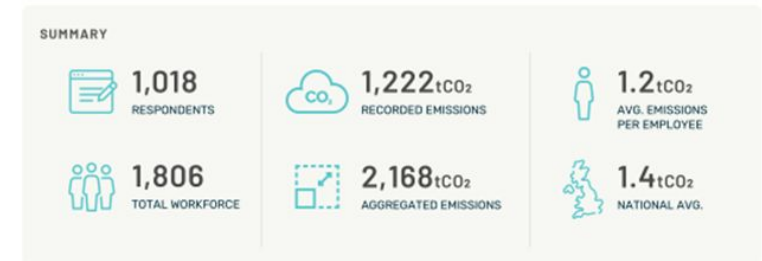 SUMMARY
1,018
RESPONDENTS
1,806
TOTAL WORKFORCE
CO₂
1,222tCO₂
RECORDED EMISSIONS
2,168tCO₂
AGGREGATED EMISSIONS
1.2tCO₂
AVG. EMISSIONS
PER EMPLOYEE
1.4tCO₂
NATIONAL AVG.